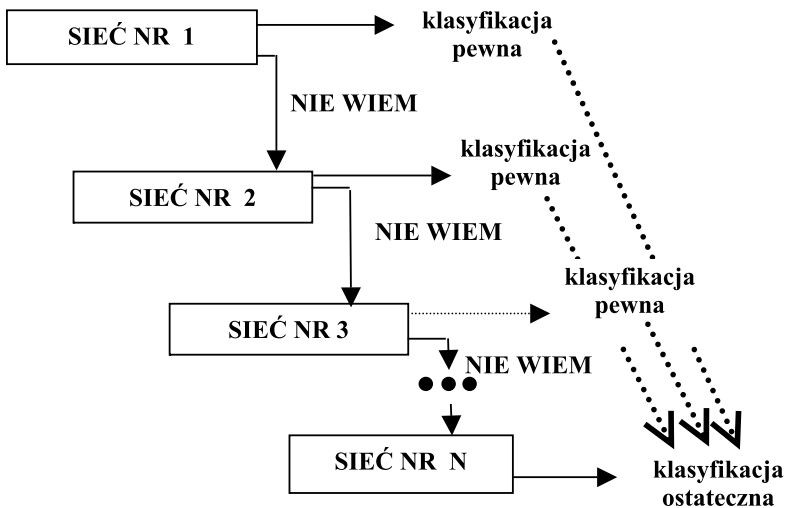 SIEĆ NR 1
klasyfikacja
pewna
NIE WIEM
klasyfikacja
pewna
SIEĆ NR 2
NIE WIEM
klasyfikacja
pewna
SIEĆ NR 3
NIE WIEM
SIEĆ NR N
klasyfikacja
ostateczna